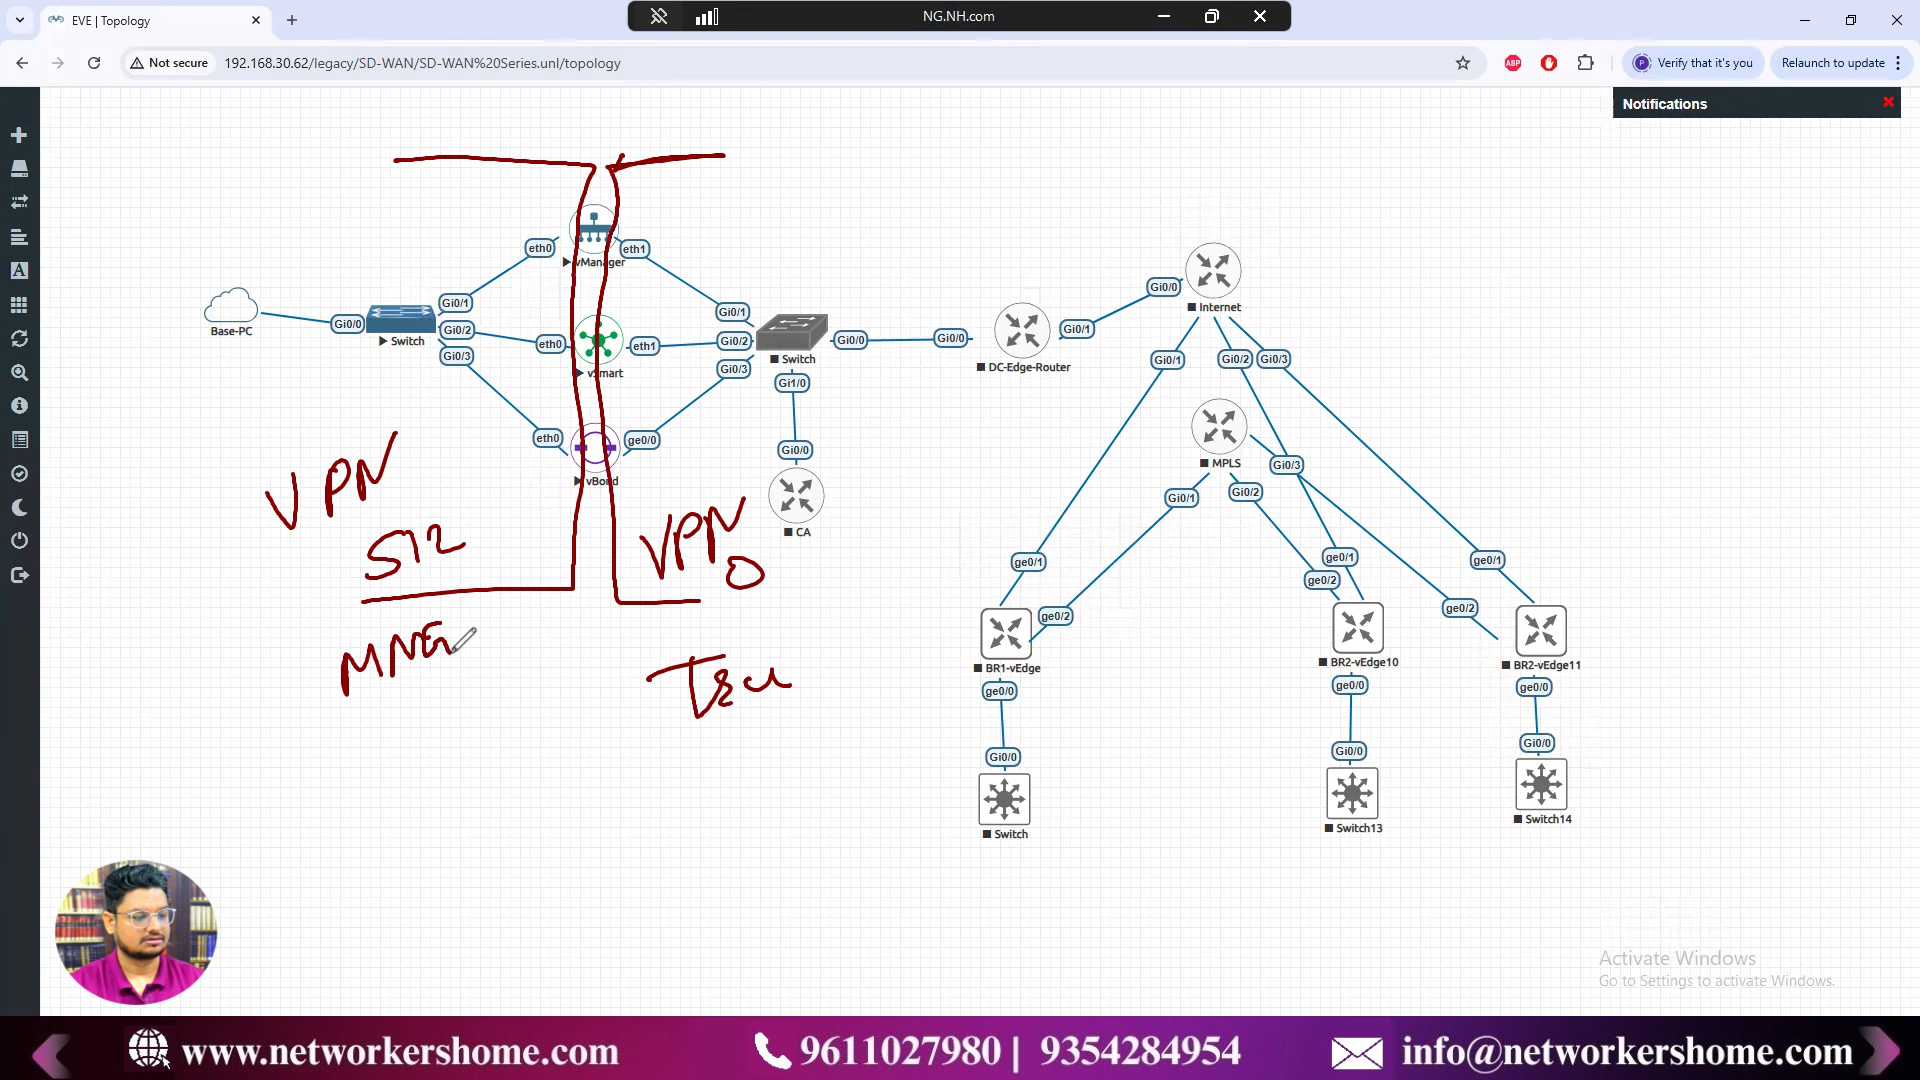 EVE | Topology
NG.NH.com
Not secure
192.168.30.62/legacy/SD-WAN/SD-WAN%20Series.unl/topology
ABP
P
Verify that it's you
Relaunch to update
Notifications
vManager
eth0
eth1
Base-PC
Gi0/0
Switch
Gi0/1
Gi0/2
Gi0/3
eth0
vSmart
eth1
Gi0/1
Gi0/2
Gi0/3
Switch
Gi0/0
Gi1/0
Gi0/0
CA
eth0
vBond
ge0/0
Gi0/0
DC-Edge-Router
Gi0/1
Gi0/0
Internet
Gi0/1
Gi0/2
Gi0/3
MPLS
Gi0/1
Gi0/2
Gi0/3
ge0/1
ge0/2
BR1-vEdge
ge0/0
Gi0/0
Switch
ge0/1
ge0/2
BR2-vEdge10
ge0/0
Gi0/0
Switch13
ge0/1
ge0/2
BR2-vEdge11
ge0/0
Gi0/0
Switch14
VPN
512
VPN
0
Activate Windows
Go to Settings to activate Windows.
www.networkershome.com
9611027980 | 9354284954
info@networkershome.com